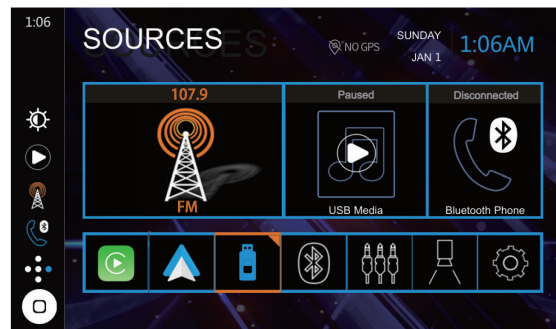 1:06
SOURCES
NO GPS
SUNDAY
JAN 1
1:06AM
107.9
FM
Paused
USB Media
Disconnected
Bluetooth Phone